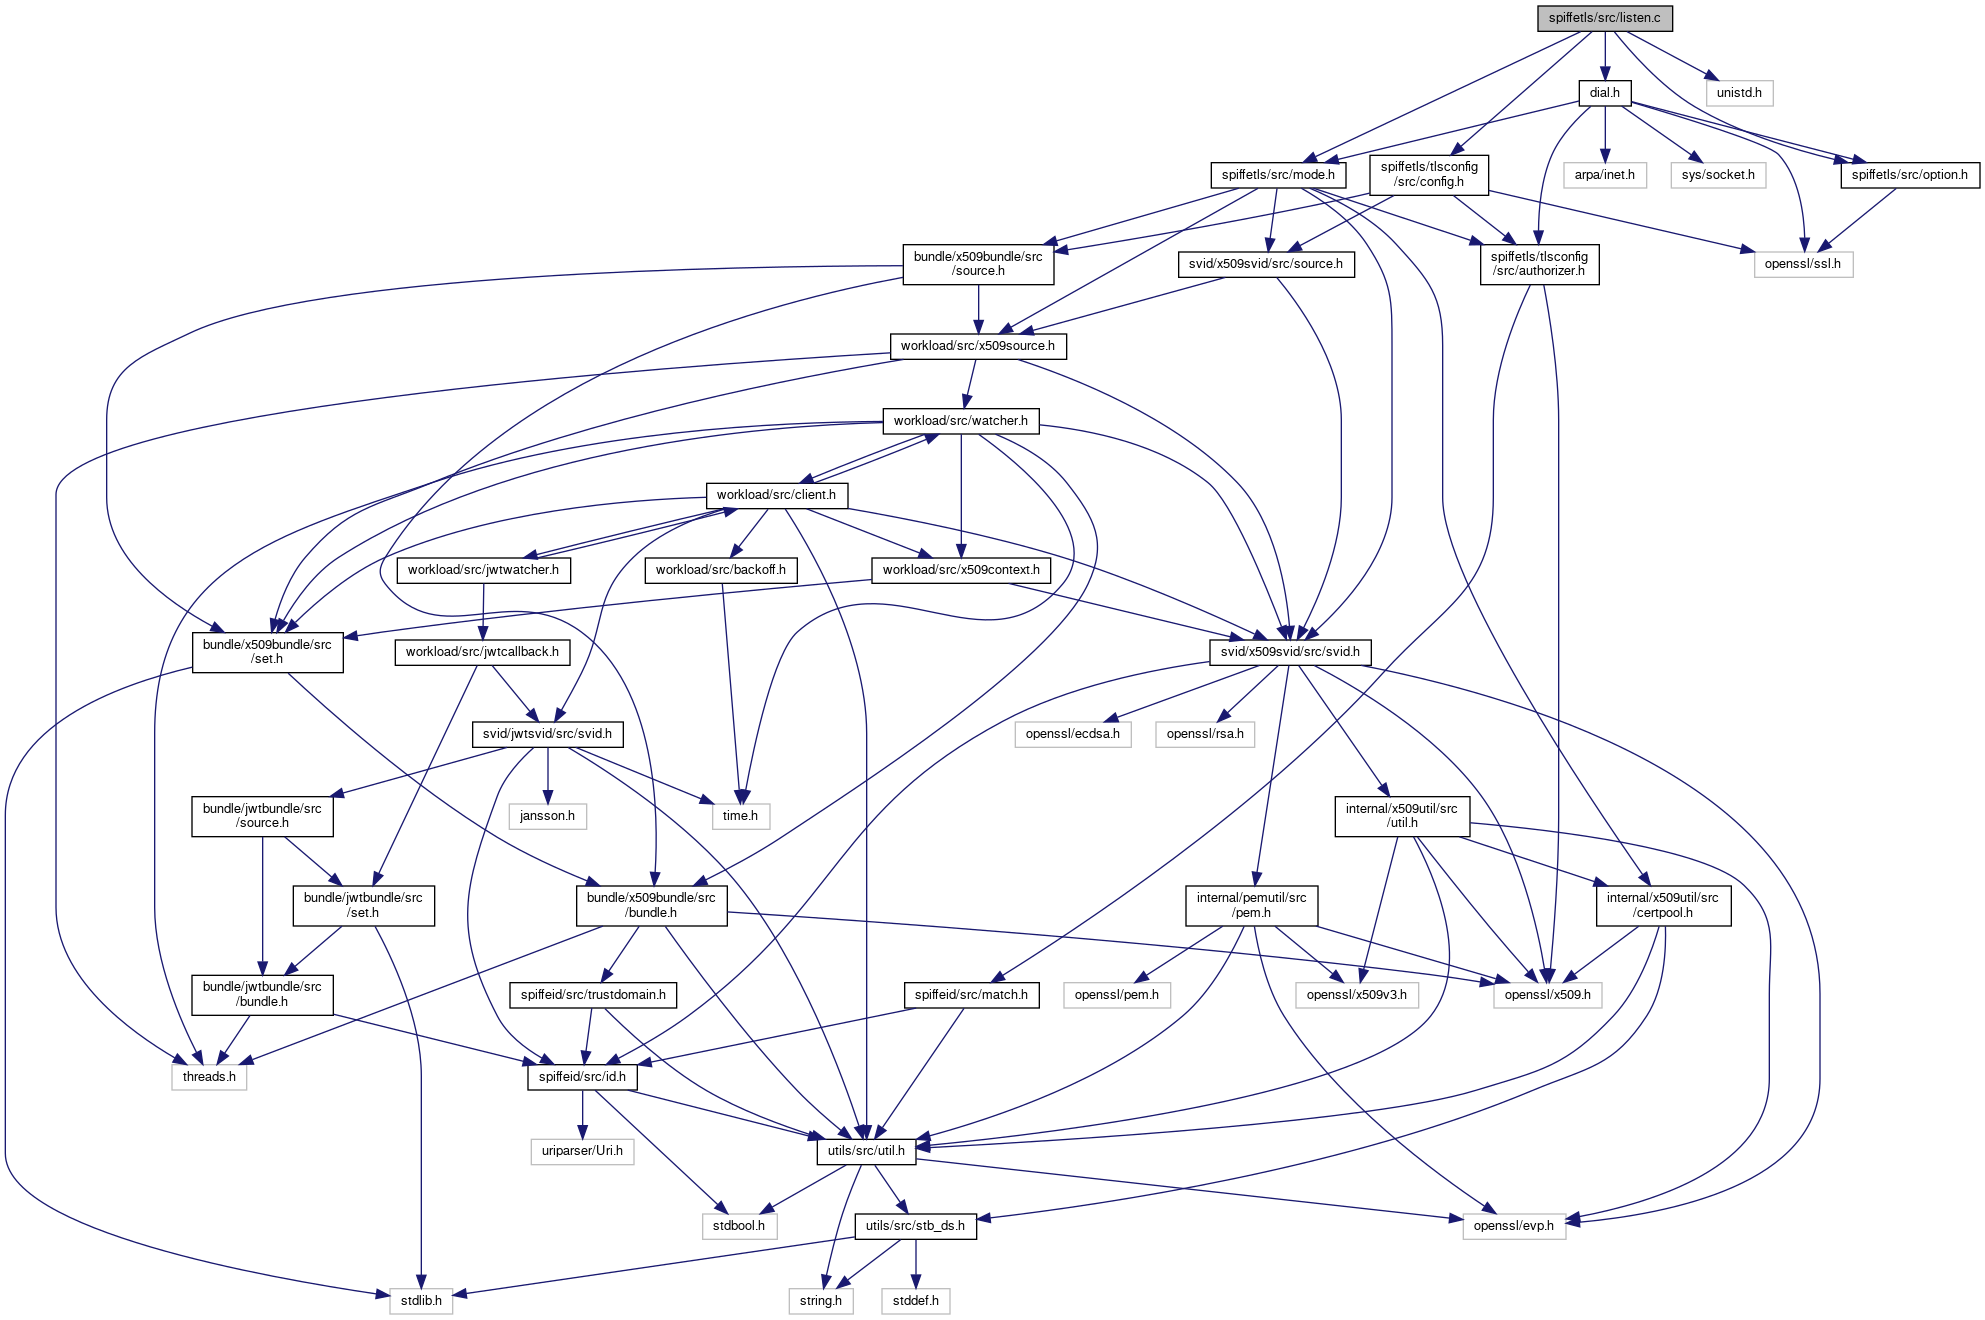 spiffetls/src/listen.c
dial.h
unistd.h
spiffetls/src/mode.h
spiffetls/tlsconfig
/src/config.h
arpa/inet.h
sys/socket.h
spiffetls/src/option.h
bundle/x509bundle/src
/source.h
svid/x509svid/src/source.h
spiffetls/tlsconfig
/src/authorizer.h
openssl/ssl.h
workload/src/x509source.h
workload/src/watcher.h
workload/src/client.h
workload/src/jwtwatcher.h
workload/src/backoff.h
workload/src/x509context.h
bundle/x509bundle/src
/set.h
workload/src/jwtcallback.h
svid/x509svid/src/svid.h
svid/jwtsvid/src/svid.h
openssl/ecdsa.h
openssl/rsa.h
bundle/jwtbundle/src
/source.h
jansson.h
time.h
internal/x509util/src
/util.h
bundle/jwtbundle/src
/set.h
bundle/x509bundle/src
/bundle.h
internal/pemutil/src
/pem.h
internal/x509util/src
/certpool.h
bundle/jwtbundle/src
/bundle.h
spiffeid/src/trustdomain.h
spiffeid/src/match.h
openssl/pem.h
openssl/x509v3.h
openssl/x509.h
threads.h
spiffeid/src/id.h
uriparser/Uri.h
utils/src/util.h
stdbool.h
utils/src/stb_ds.h
openssl/evp.h
stdlib.h
string.h
stddef.h